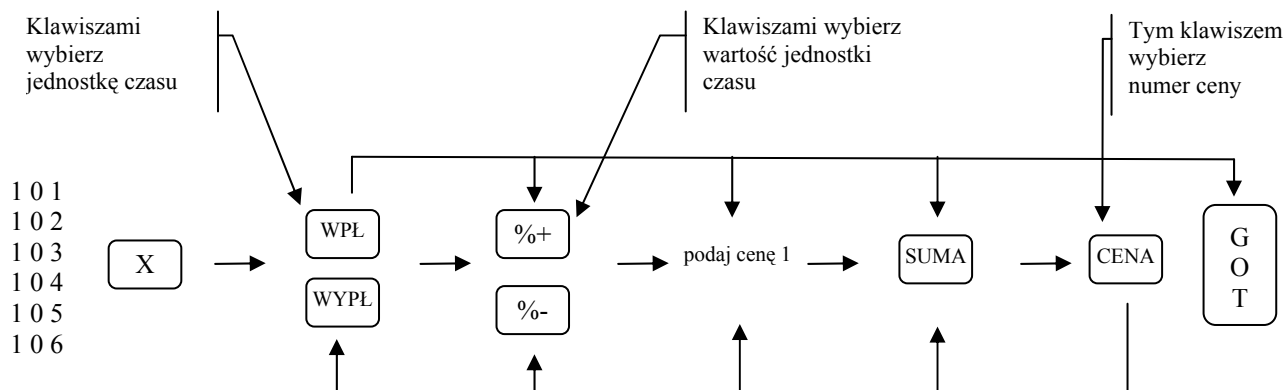 Klawiszami
wybierz
jednostkę czasu
Klawiszami wybierz
wartość jednostki
czasu
Tym klawiszem
wybierz
numer ceny
1 0 1
1 0 2
1 0 3
1 0 4
1 0 5
1 0 6
X
WPŁ
WYPŁ
%+
%-
podaj cenę 1
SUMA
CENA
G
O
T